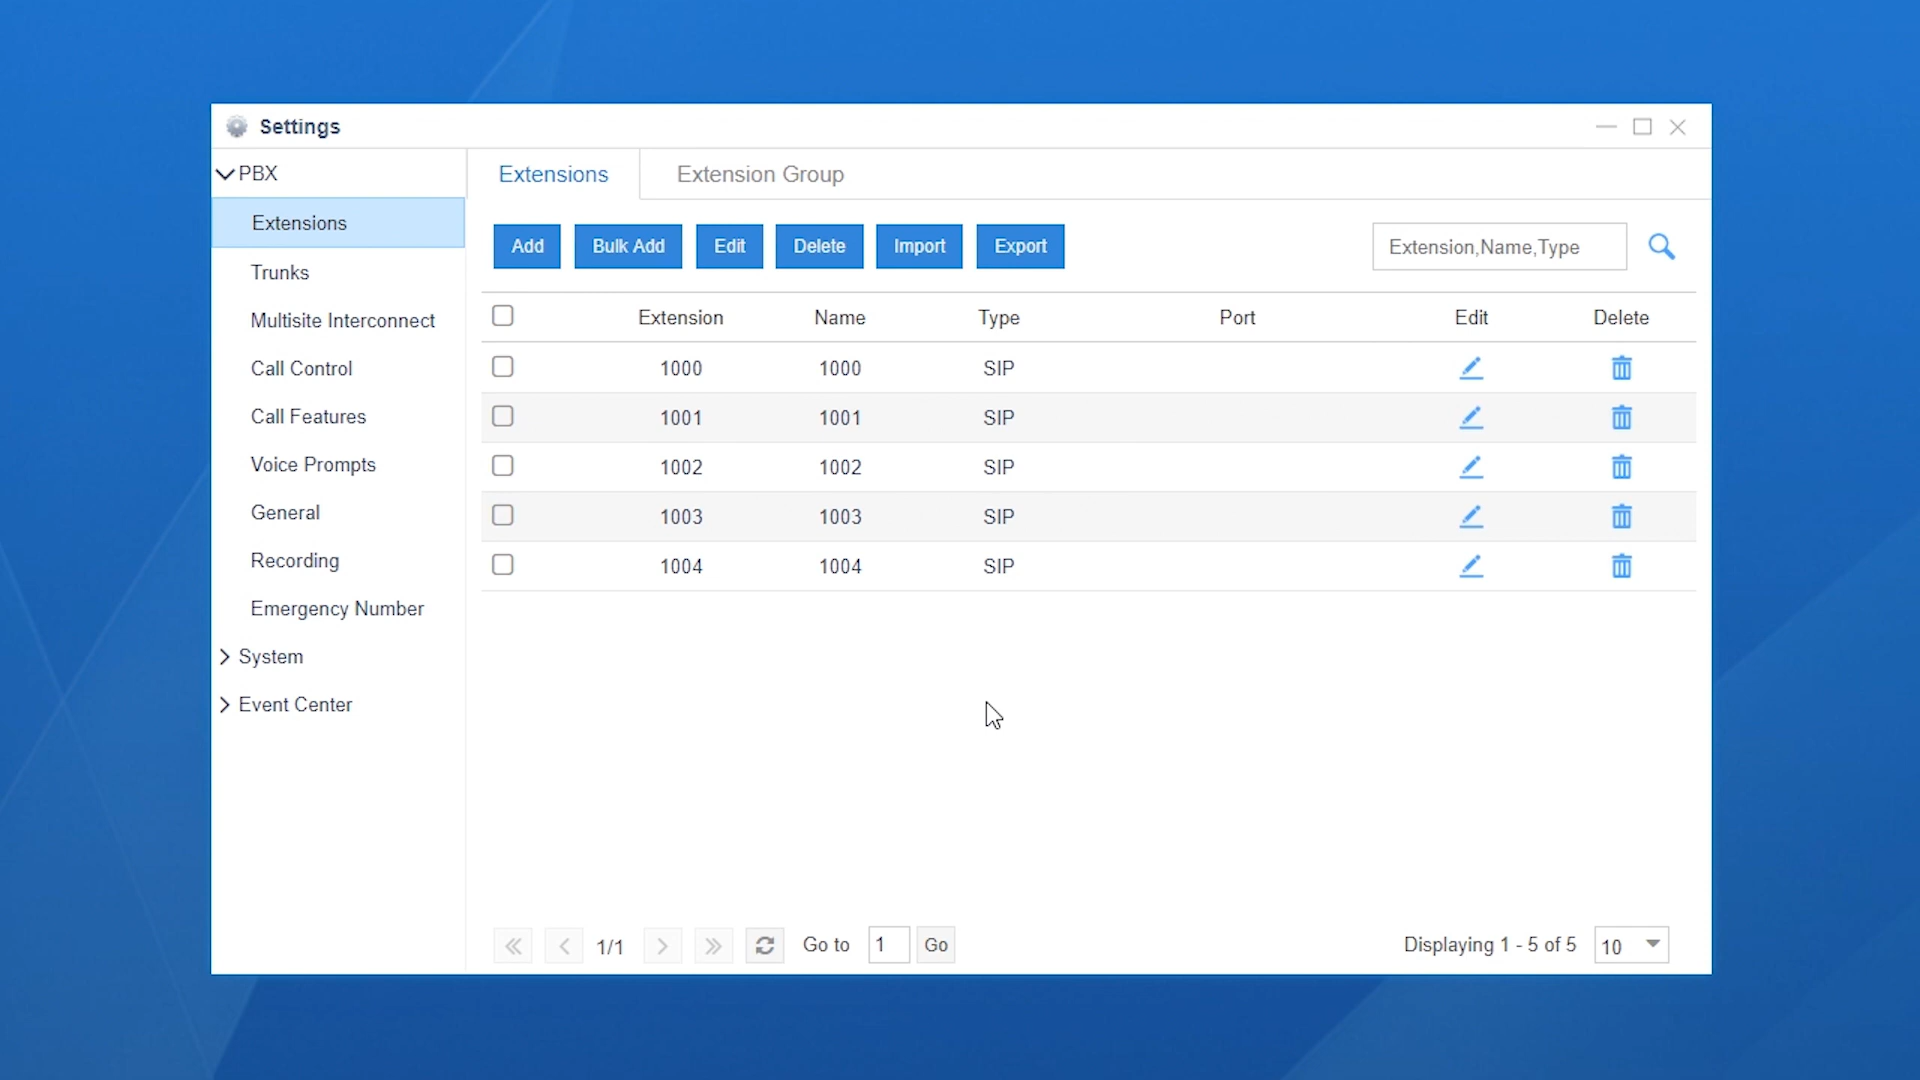 Settings
PBX
Extensions
Trunks
Multisite Interconnect
Call Control
Call Features
Voice Prompts
General
Recording
Emergency Number
System
Event Center
Extensions Extension Group
Add Bulk Add Edit Delete Import Export Extension,Name,Type
Extension Name Type Port Edit Delete
1000 1000 SIP
1001 1001 SIP
1002 1002 SIP
1003 1003 SIP
1004 1004 SIP
1/1 Go to 1 Go Displaying 1 - 5 of 5 10